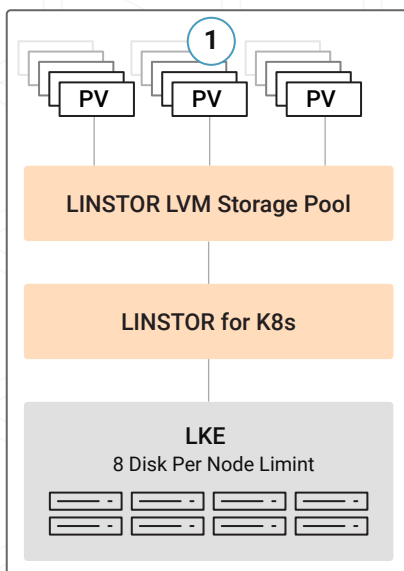 1
PV
PV
PV
LINSTOR LVM Storage Pool
LINSTOR for K8s
LKE
8 Disk Per Node Limint